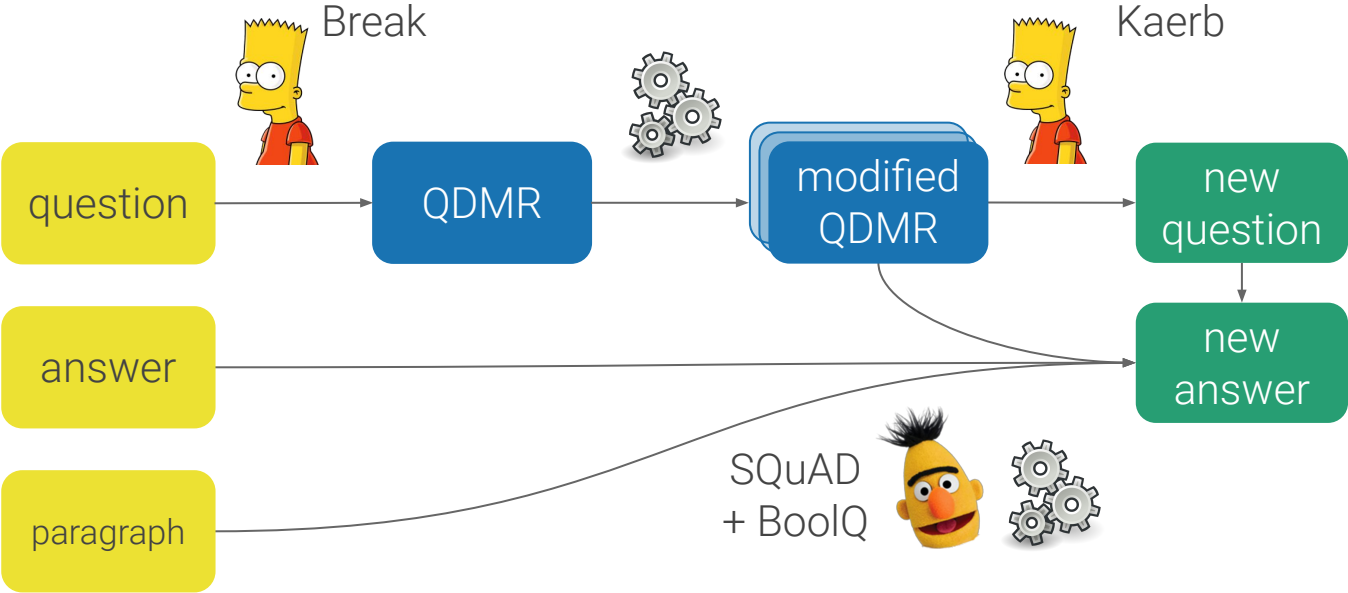 Break
Kaerb
question
QDMR
modified
QDMR
new
question
answer
new
answer
paragraph
SQuAD
+ BoolQ